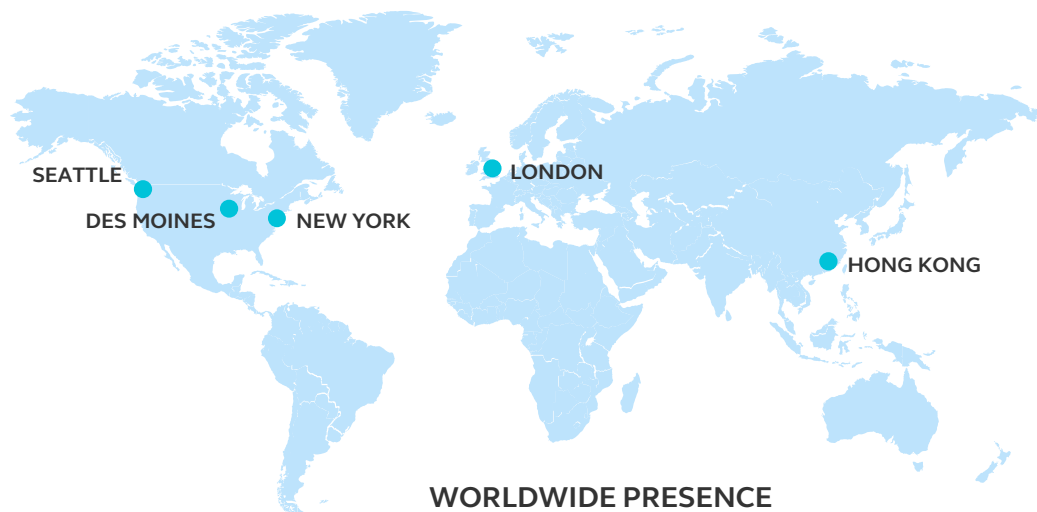 SEATTLE
LONDON
DES MOINES
NEW YORK
HONG KONG
WORLDWIDE PRESENCE